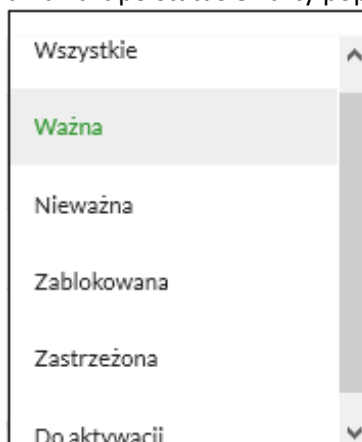 Wszystkie
Ważna
Nieważna
Zablokowana
Zastrzeżona
Do aktywacji